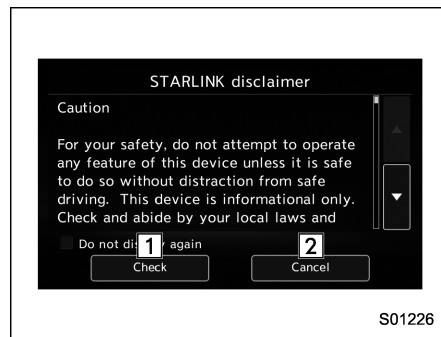 STARLINK disclaimer
Caution
For your safety, do not attempt to operate
any feature of this device unless it is safe
to do so without distraction from safe
driving. This device is informational only.
Check and abide by your local laws and
Do not again
1 2
Check Cancel
S01226